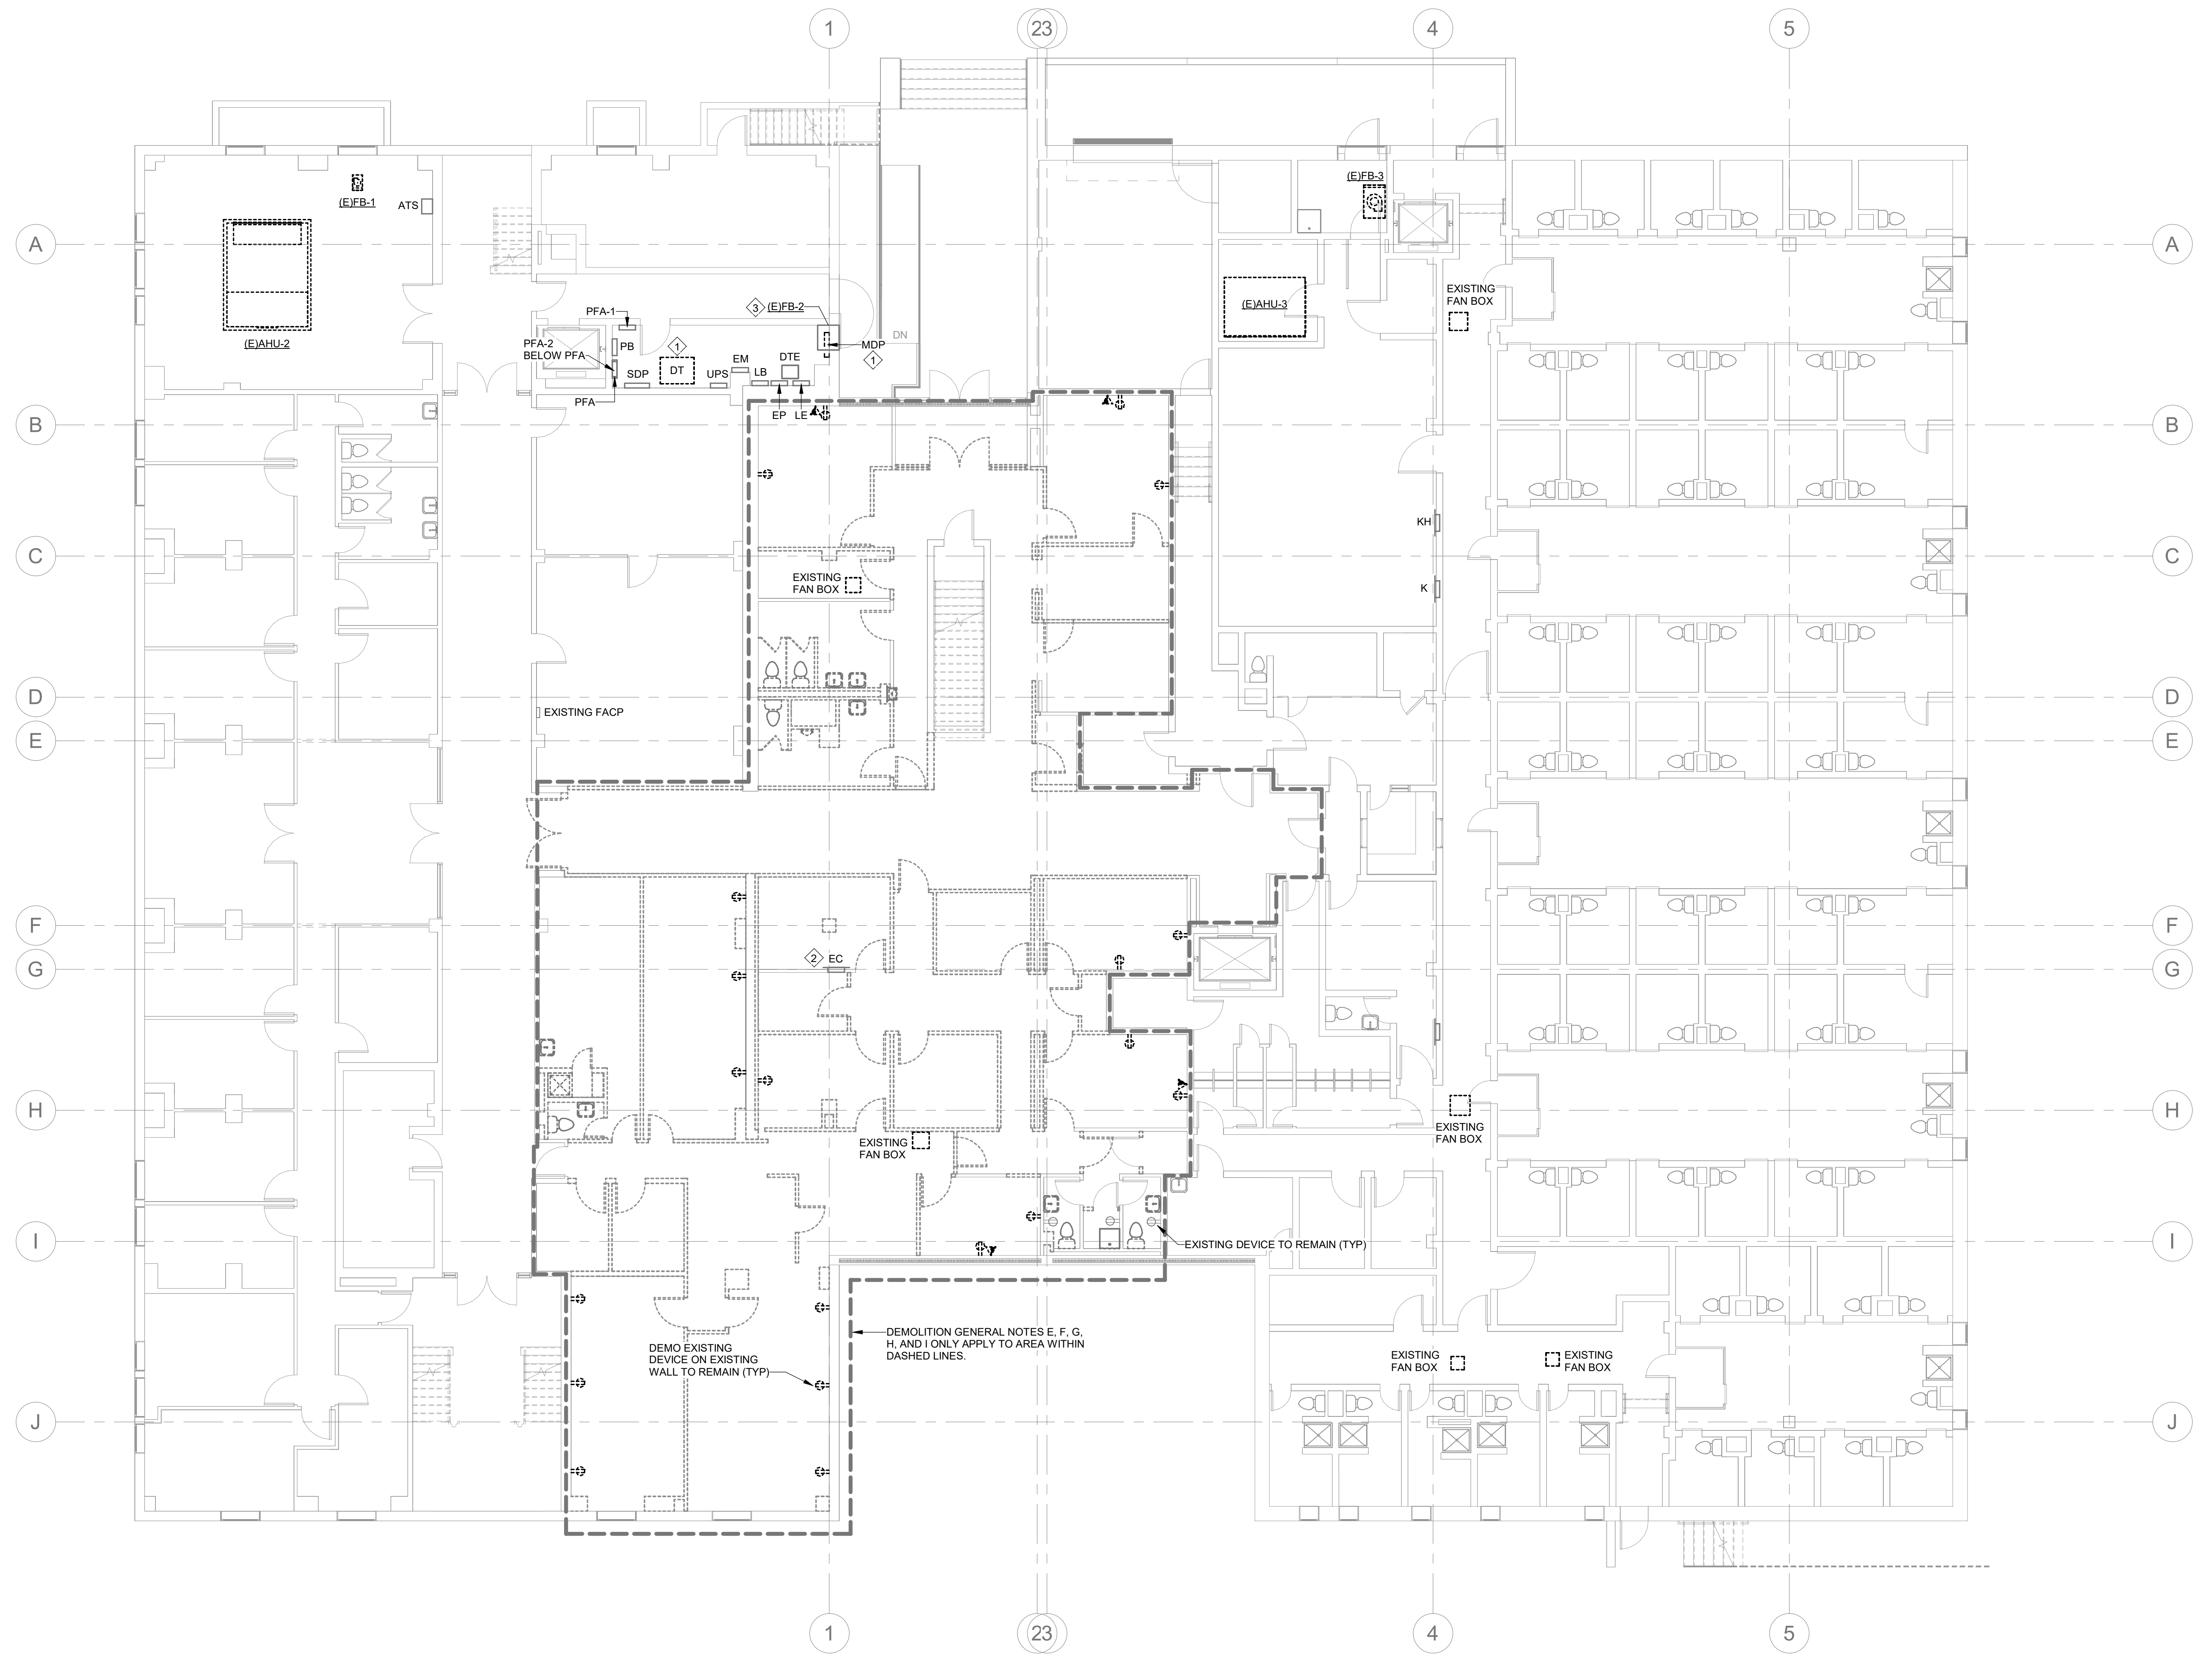 1
23
4
5
(E)FB-1
ATS
(E)FB-3
A
A
(E)AHU-2
EXISTING
FAN BOX
(E)AHU-3
PFA-1
3
(E)FB-2
PFA-2
BELOW PFA
PB
1
DT
SDP
UPS
EM
LB
DTE
MDP
1
DN
PFA
EP
LE
B
B
KH
C
C
EXISTING
FAN BOX
K
D
D
EXISTING FACP
E
E
F
F
2
EC
G
G
H
H
EXISTING
FAN BOX
EXISTING
FAN BOX
I
I
EXISTING DEVICE TO REMAIN (TYP)
DEMOLITION GENERAL NOTES E, F, G,
H, AND I ONLY APPLY TO AREA WITHIN
DASHED LINES.
DEMO EXISTING
DEVICE ON EXISTING
WALL TO REMAIN (TYP)
EXISTING
FAN BOX
EXISTING
FAN BOX
J
J
1
23
4
5